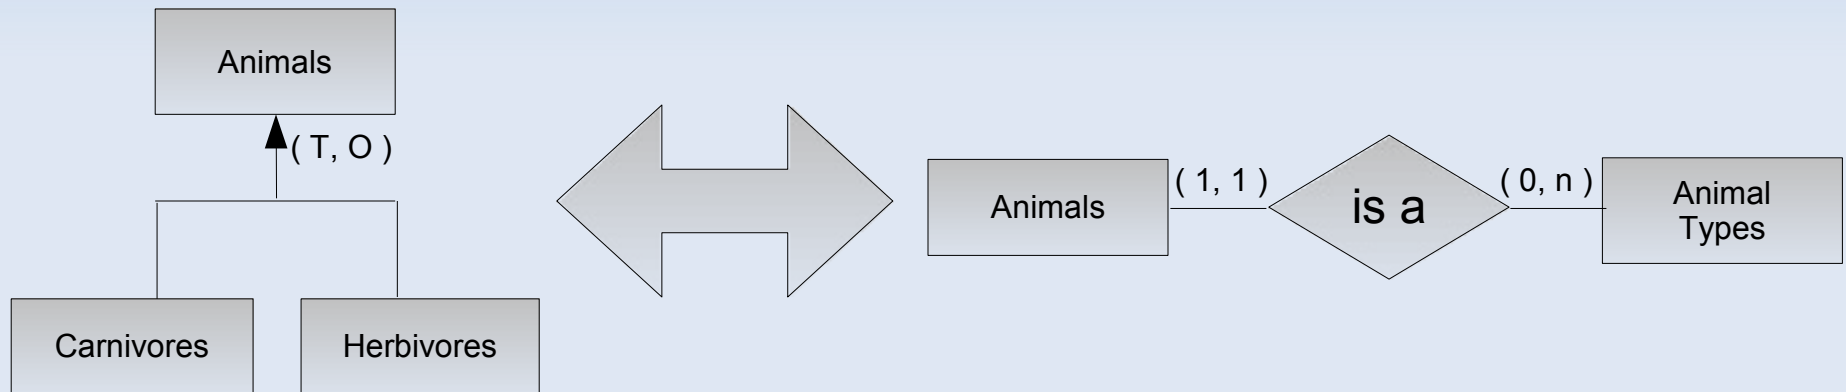 Animals
( T, O )
Carnivores
Herbivores
Animals
( 1, 1 )
is a
( 0, n )
Animal
Types